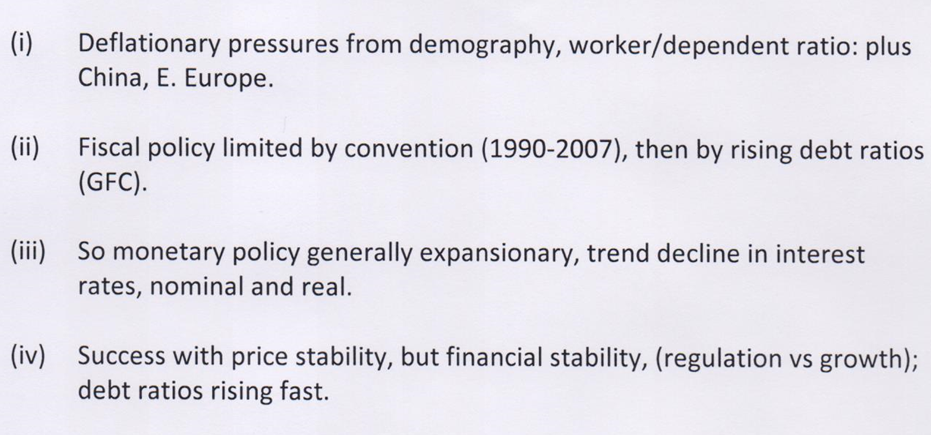 (i) Deflationary pressures from demography, worker/dependent ratio: plus
China, E. Europe.
(ii) Fiscal policy limited by convention (1990-2007), then by rising debt ratios
(GFC).
(iii) So monetary policy generally expansionary, trend decline in interest
rates, nominal and real.
(iv) Success with price stability, but financial stability, (regulation vs growth);
debt ratios rising fast.